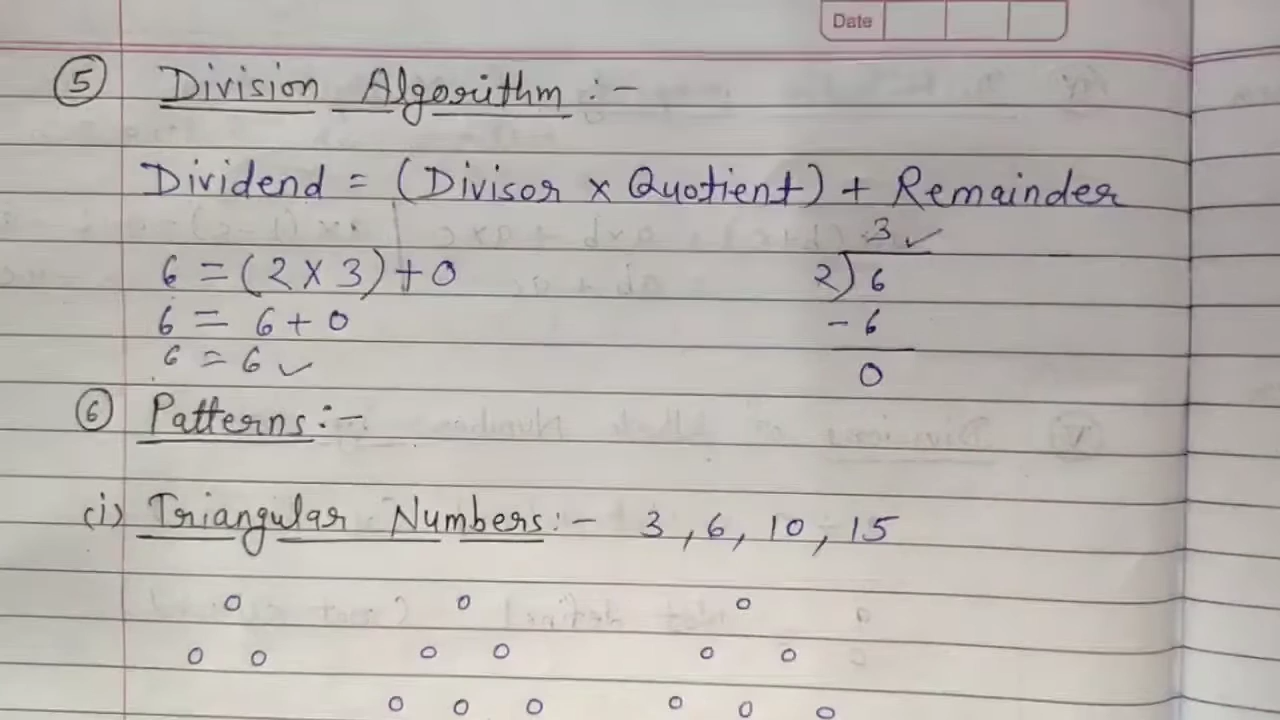 Date
5 Division Algorithm :-
Dividend = (Divisor x Quotient) + Remainder
6 = (2 x 3) + 0
6 = 6 + 0
6 = 6 ✓
3 ✓
2) 6
- 6
0
6 Patterns :-
(i) Triangular Numbers :- 3, 6, 10, 15